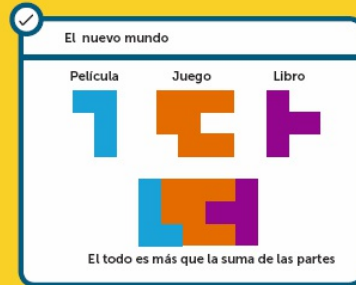 El nuevo mundo
Película Juego Libro
El todo es más que la suma de las partes